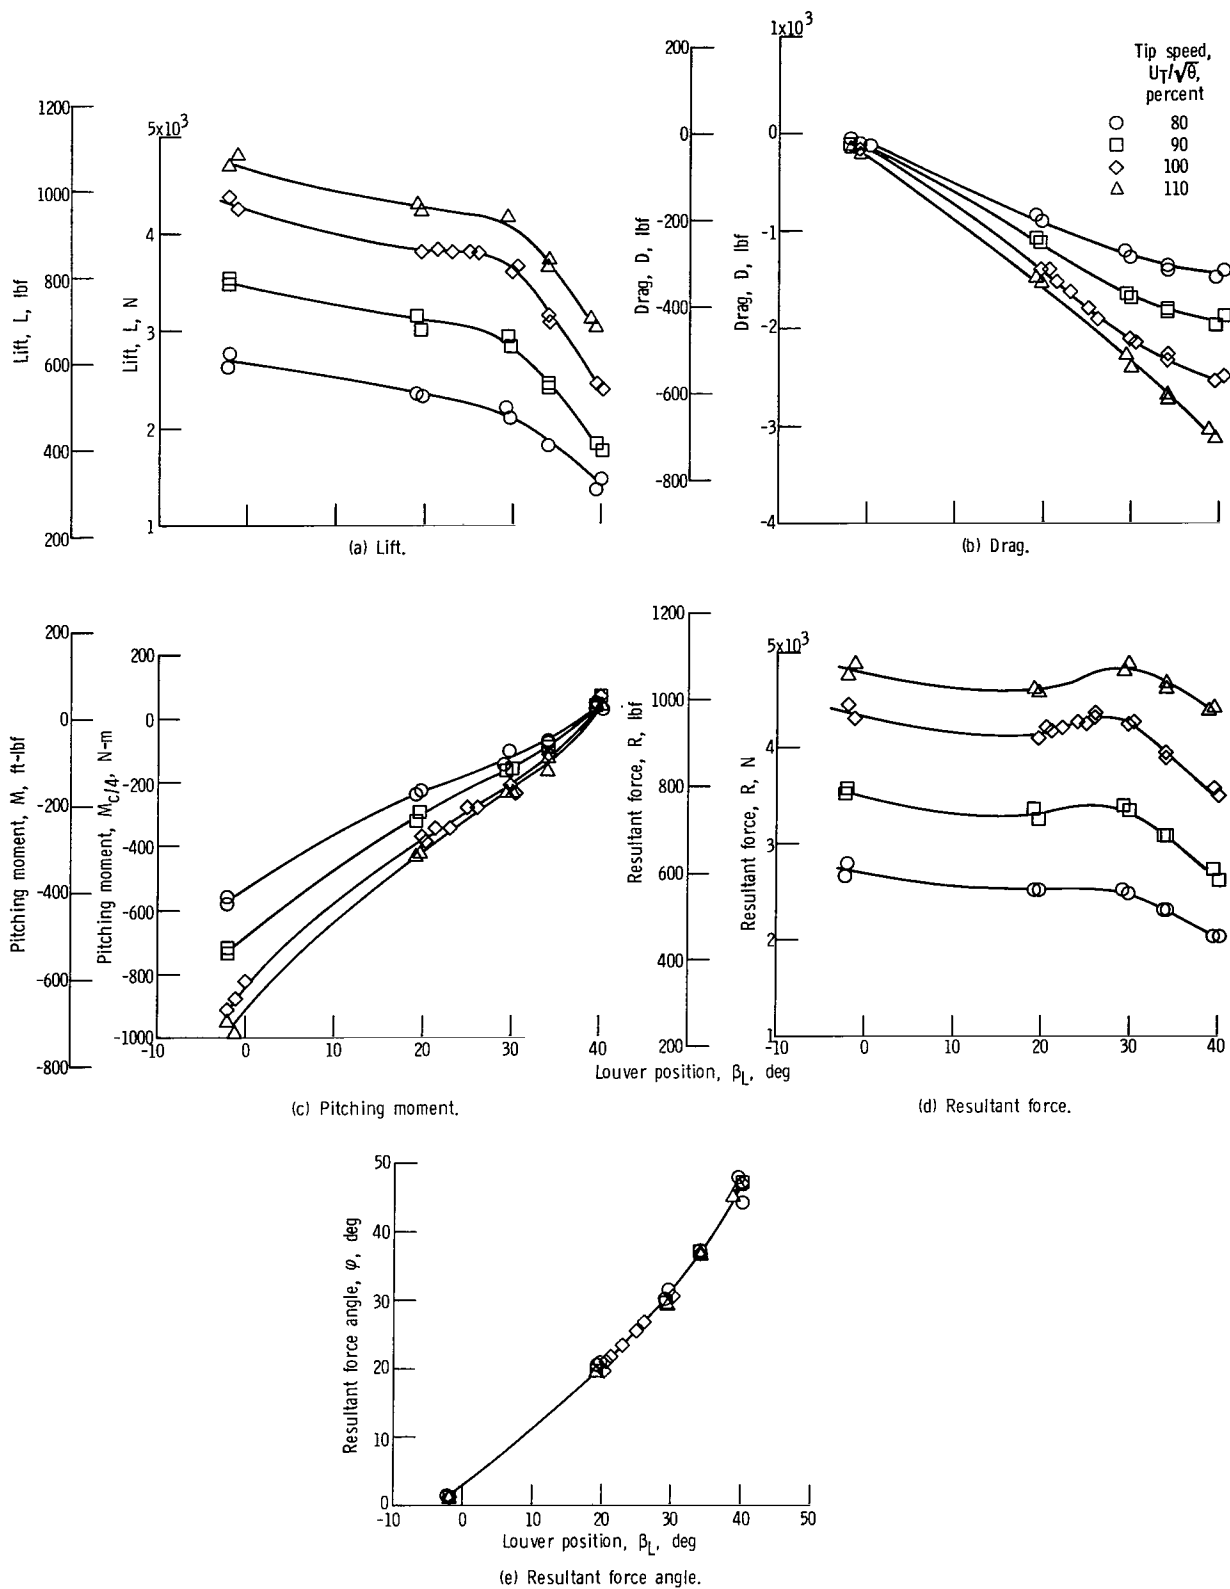 1200
1000
800
600
400
200
Lift, L, lbf
5x10³
4
3
2
1
Lift, L, N
(a) Lift.
200
0
-200
-400
-600
-800
Drag, D, lbf
1x10³
0
-1
-2
-3
-4
Drag, D, lbf
(b) Drag.
Tip speed,
U_T/√θ,
percent
80
90
100
110
200
0
-200
-400
-600
-800
Pitching moment, M, ft-lbf
200
0
-200
-400
-600
-800
-1000
Pitching moment, M_c/4, N-m
-10 0 10 20 30 40
(c) Pitching moment.
1200
1000
800
600
400
200
Resultant force, R, lbf
5x10³
4
3
2
1
Resultant force, R, N
-10 0 10 20 30 40
Louver position, β_L, deg
(d) Resultant force.
50
40
30
20
10
0
Resultant force angle, φ, deg
-10 0 10 20 30 40 50
Louver position, β_L, deg
(e) Resultant force angle.